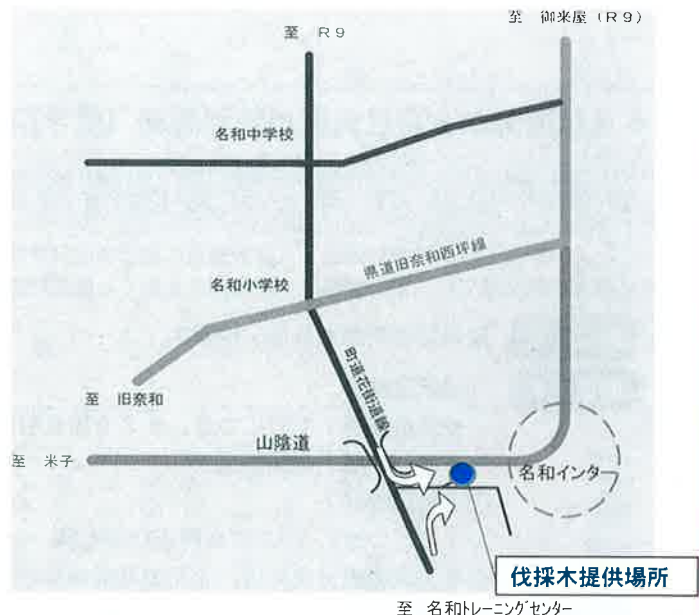 至 御来屋（R9）
至 R9
名和中学校
県道旧奈和西坪線
名和小学校
町道花街道線
至 旧奈和
山陰道
至 米子
名和インター
伐採木提供場所
至 名和トレーニングセンター